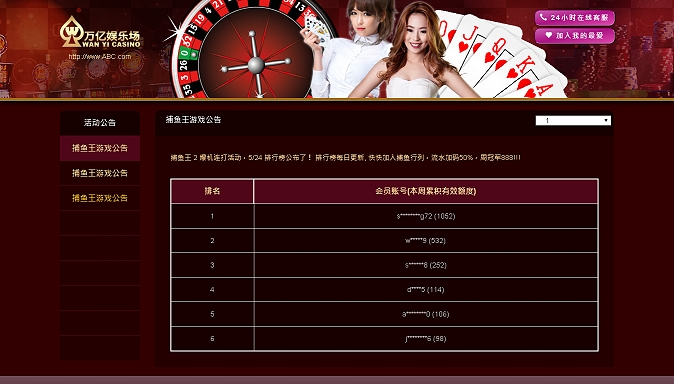 万亿娱乐场
WAN YI CASINO
http://www.ABC.com
24小时在线客服
加入我的最爱
活动公告
捕鱼王游戏公告
捕鱼王游戏公告
捕鱼王游戏公告
捕鱼王游戏公告
1
捕鱼王 2 爆机连打活动，5/24 排行榜公布了！ 排行榜每日更新, 快快加入捕鱼行列，流水加码50%，周冠军888!!!
排名 会员账号(本周累积有效额度)
1 s********g72 (1052)
2 w*****9 (532)
3 s******8 (252)
4 d****5 (114)
5 a********0 (106)
6 j********6 (98)